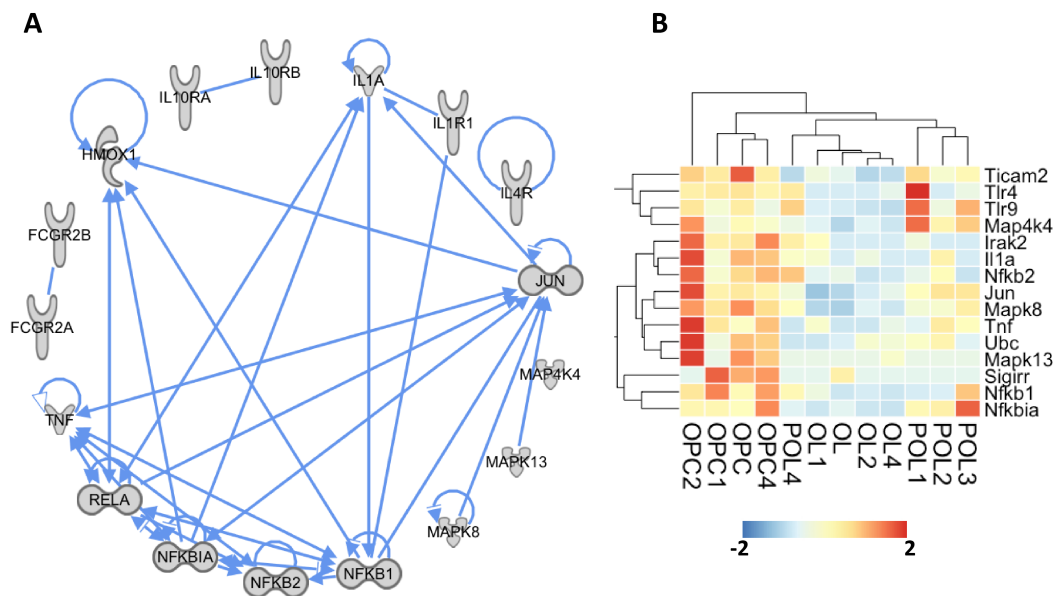 A
B
IL10RB
IL10RA
IL1A
IL1R1
HMOX1
IL4R
FCGR2B
JUN
FCGR2A
MAP4K4
TNF
MAPK13
RELA
MAPK8
NFKBIA
NFKB2
NFKB1
Ticam2
Tlr4
Tlr9
Map4k4
Irak2
Il1a
Nfkb2
Jun
Mapk8
Tnf
Ubc
Mapk13
Sigirr
Nfkb1
Nfkbia
OPC2
OPC1
OPC
OPC4
POL4
OL1
OL
OL2
OL4
POL1
POL2
POL3
-2
2